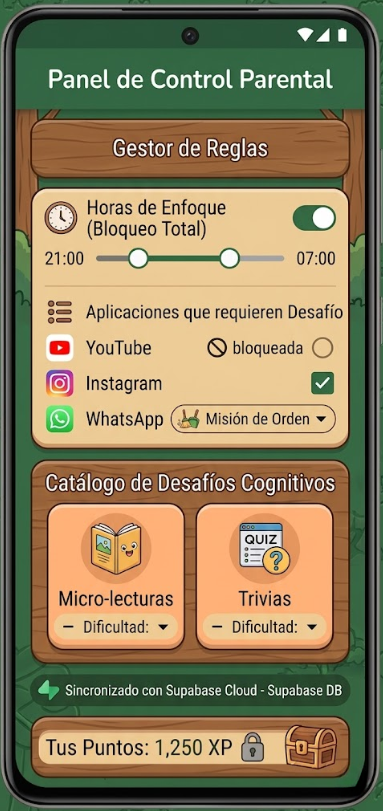 Panel de Control Parental
Gestor de Reglas
Horas de Enfoque
(Bloqueo Total)
21:00 07:00
Aplicaciones que requieren Desafío
YouTube bloqueada
Instagram
WhatsApp Misión de Orden
Catálogo de Desafíos Cognitivos
QUIZ
?
Micro-lecturas Trivias
Dificultad: Dificultad:
Sincronizado con Supabase Cloud - Supabase DB
Tus Puntos: 1,250 XP